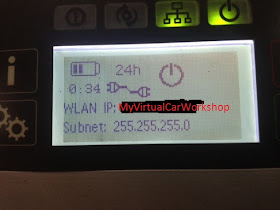 24h
0:34
WLAN IP: MyVirtualCarWorkshop
Subnet: 255.255.255.0
i